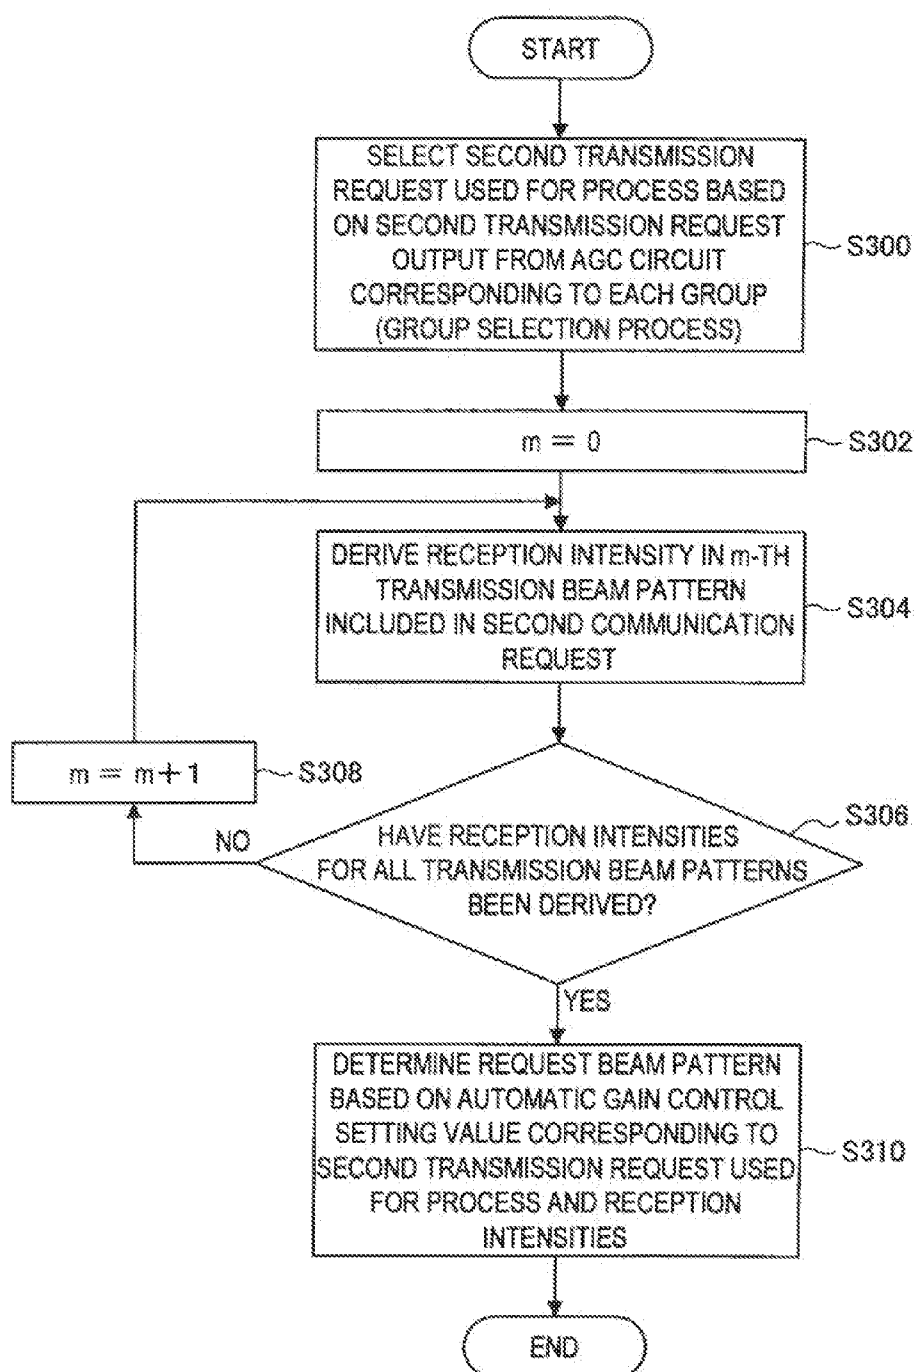 START
SELECT SECOND TRANSMISSION
REQUEST USED FOR PROCESS BASED
ON SECOND TRANSMISSION REQUEST
OUTPUT FROM AGC CIRCUIT
CORRESPONDING TO EACH GROUP
(GROUP SELECTION PROCESS)
S300
m = 0
S302
DERIVE RECEPTION INTENSITY IN m-TH
TRANSMISSION BEAM PATTERN
INCLUDED IN SECOND COMMUNICATION
REQUEST
S304
m = m+1
S308
NO
HAVE RECEPTION INTENSITIES
FOR ALL TRANSMISSION BEAM PATTERNS
BEEN DERIVED?
S306
YES
DETERMINE REQUEST BEAM PATTERN
BASED ON AUTOMATIC GAIN CONTROL
SETTING VALUE CORRESPONDING TO
SECOND TRANSMISSION REQUEST USED
FOR PROCESS AND RECEPTION
INTENSITIES
S310
END